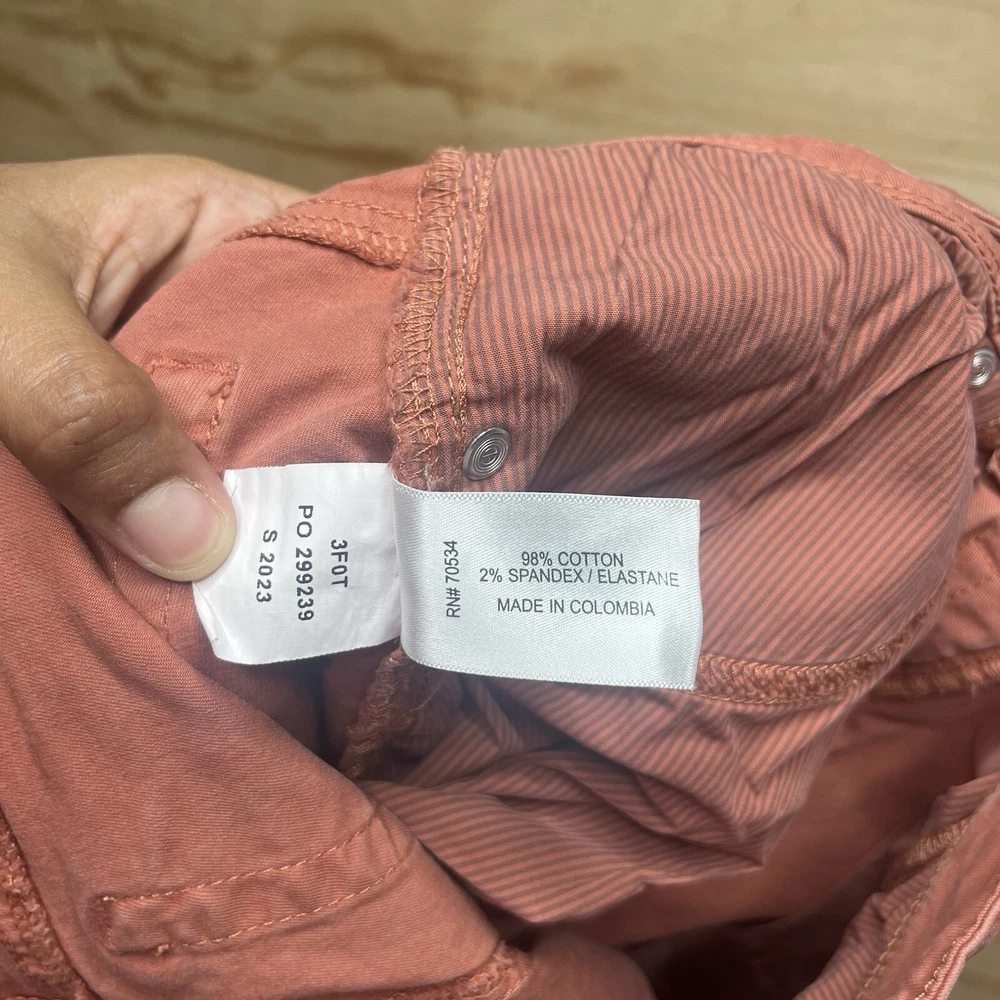 3F0T
PO 299239
S 2023
RN# 70534
98% COTTON
2% SPANDEX / ELASTANE
MADE IN COLOMBIA